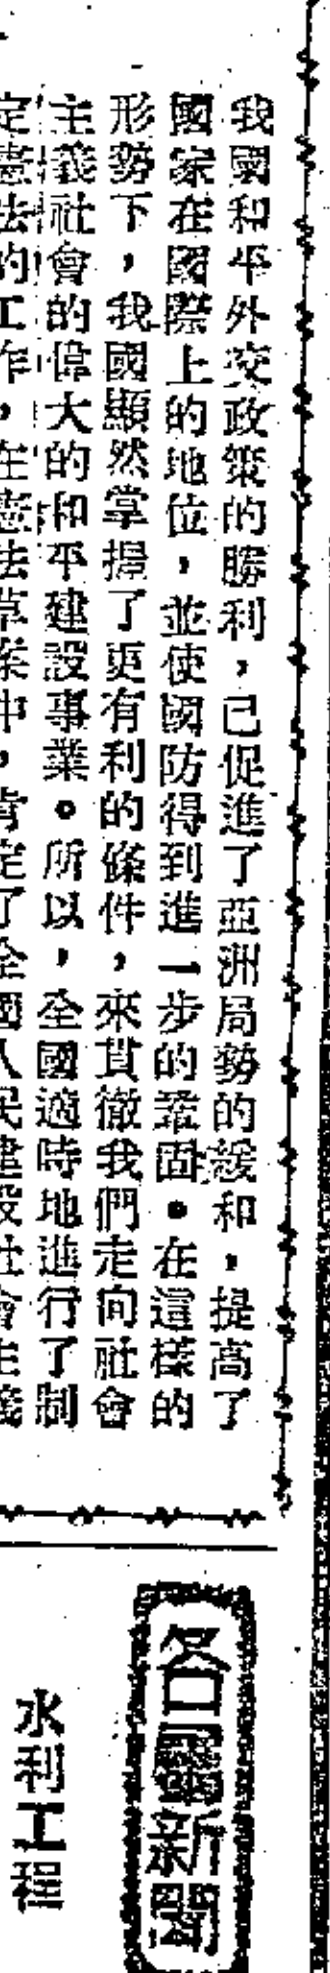 我國和平外交政策的勝利，已促進了亞洲局勢的緩和，提高了
國家在國際上的地位，並使國防得到進一步的鞏固。在這樣的
形勢下，我國顯然掌握了更有利的條件，來貫徹我們走向社會
主義社會的偉大的和平建設事業。所以，全國適時地進行了制
定憲法的工作，在憲法草案中，肯定了全國人民建設社會主義
各
新聞
水利工程